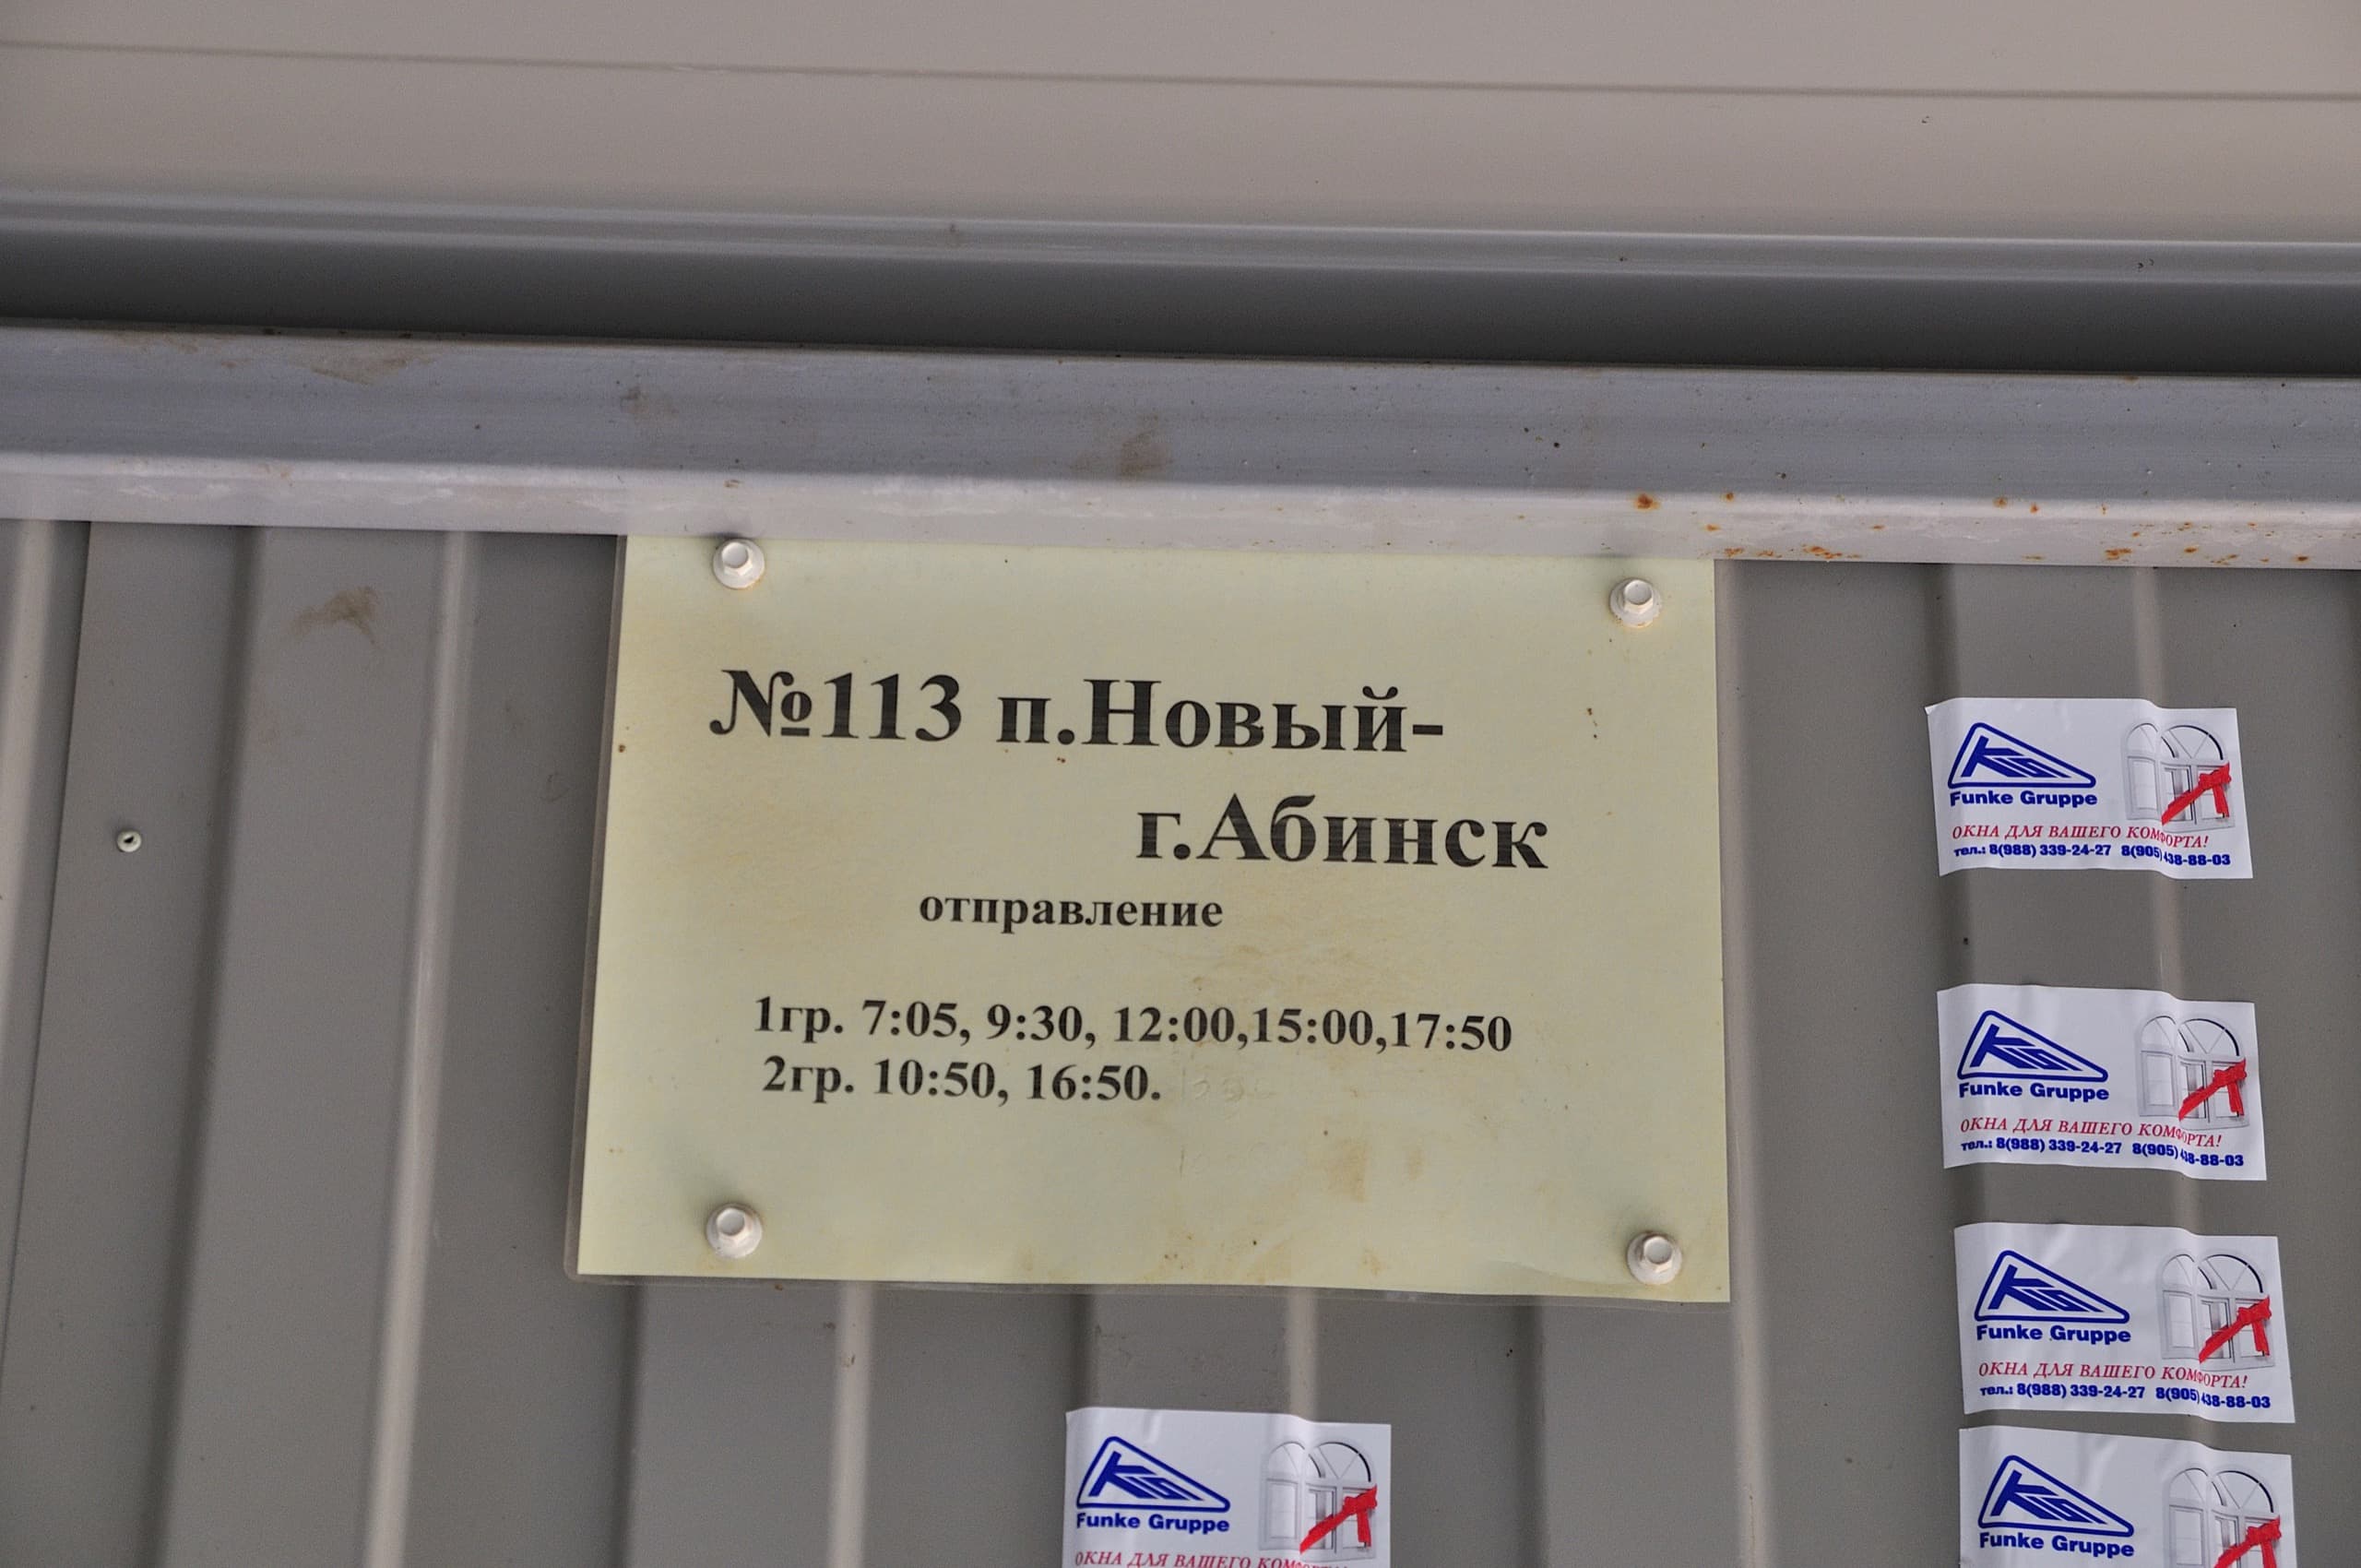 №113 п.Новый-
г.Абинск
отправление
1гр. 7:05, 9:30, 12:00,15:00,17:50
2гр. 10:50, 16:50.
Funke Gruppe
ОКНА ДЛЯ ВАШЕГО КОМФОРТА!
тел.: 8(988) 339-24-27 8(905) 438-88-03
Funke Gruppe
ОКНА ДЛЯ ВАШЕГО КОМФОРТА!
тел.: 8(988) 339-24-27 8(905) 438-88-03
Funke Gruppe
ОКНА ДЛЯ ВАШЕГО КОМФОРТА!
тел.: 8(988) 339-24-27 8(905) 438-88-03
Funke Gruppe
Funke Gruppe
ОКНА ДЛЯ ВАШЕГО